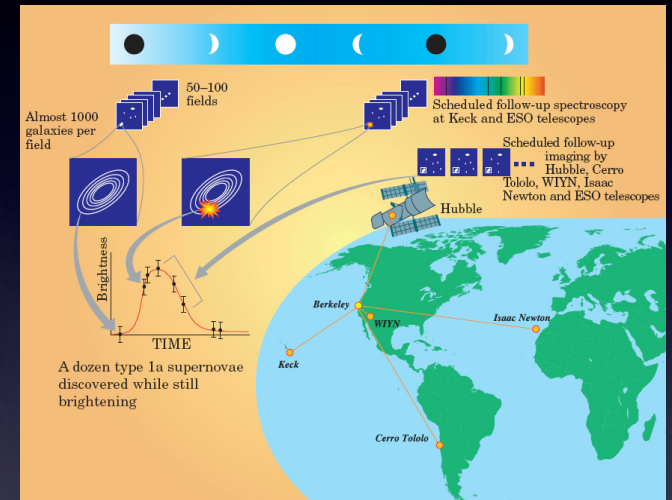 50–100
fields
Almost 1000
galaxies per
field
Scheduled follow-up spectroscopy
at Keck and ESO telescopes
Scheduled follow-up
imaging by
Hubble, Cerro
Tololo, WIYN, Isaac
Newton and ESO telescopes
Hubble
Brightness
TIME
A dozen type 1a supernovae
discovered while still
brightening
Berkeley
WIYN
Isaac Newton
Keck
Cerro Tololo